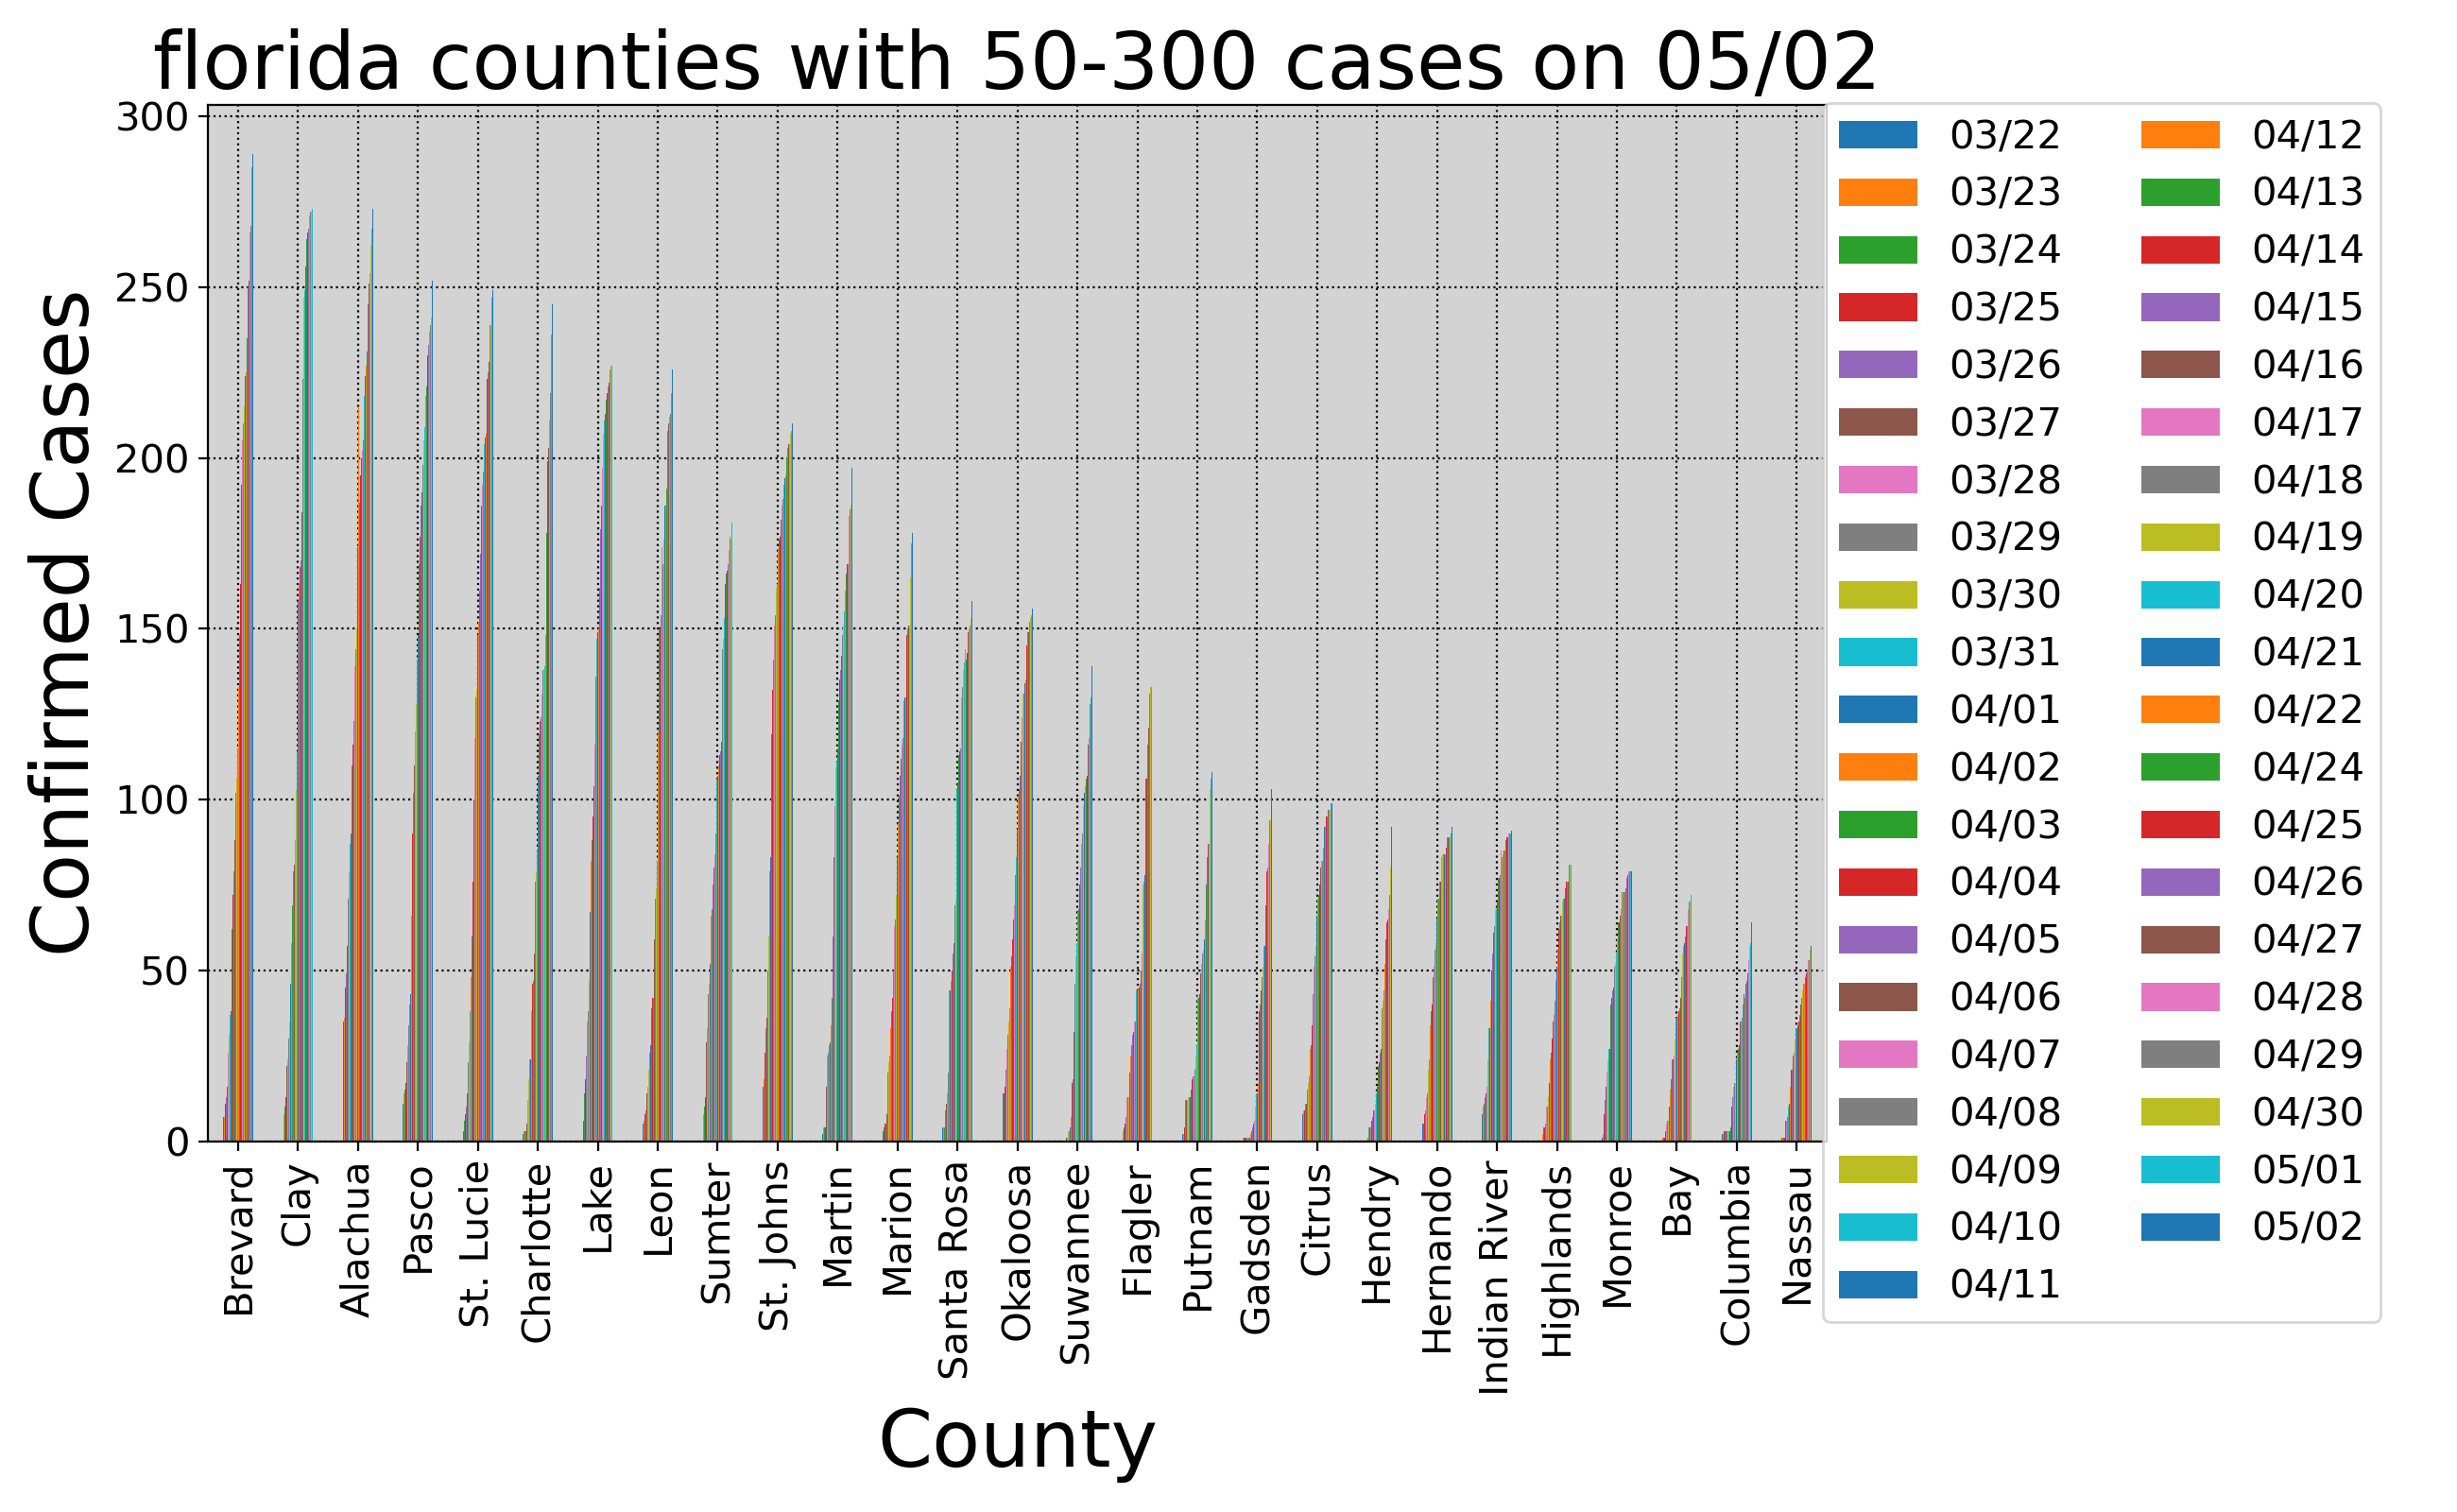 florida counties with 50-300 cases on 05/02
Confirmed Cases
300
250
200
150
100
50
0
Brevard
Clay
Alachua
Pasco
St. Lucie
Charlotte
Lake
Leon
Sumter
St. Johns
Martin
Marion
Santa Rosa
Okaloosa
Suwannee
Flagler
Putnam
Gadsden
Citrus
Hendry
Hernando
Indian River
Highlands
Monroe
Bay
Columbia
Nassau
County
03/22
03/23
03/24
03/25
03/26
03/27
03/28
03/29
03/30
03/31
04/01
04/02
04/03
04/04
04/05
04/06
04/07
04/08
04/09
04/10
04/11
04/12
04/13
04/14
04/15
04/16
04/17
04/18
04/19
04/20
04/21
04/22
04/24
04/25
04/26
04/27
04/28
04/29
04/30
05/01
05/02